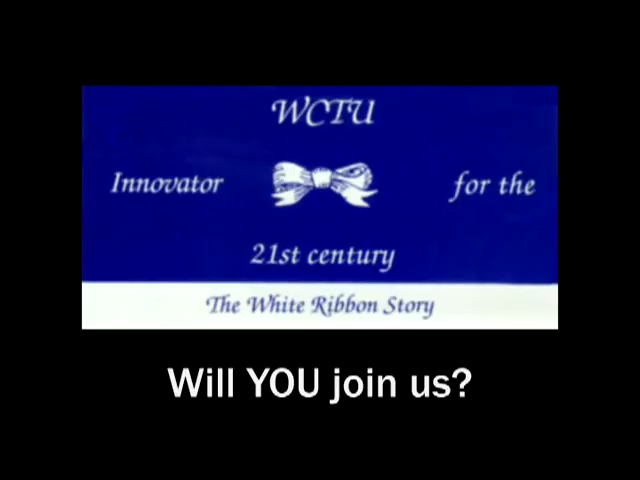 WCTU
Innovator for the
21st century
The White Ribbon Story
Will YOU join us?